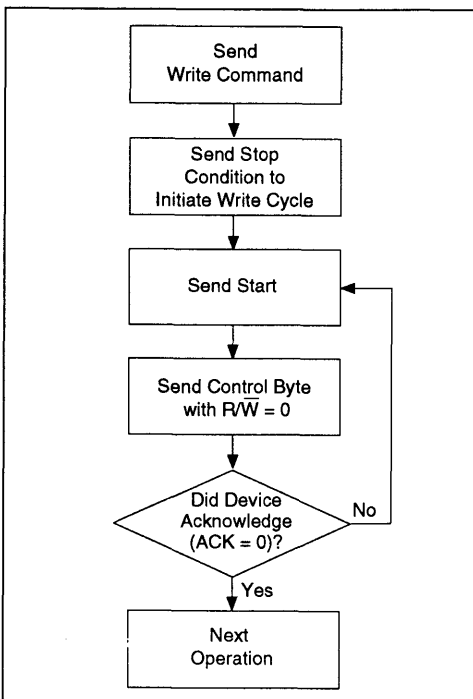 Send
Write Command
Send Stop
Condition to
Initiate Write Cycle
Send Start
Send Control Byte
with R/W̅ = 0
Did Device
Acknowledge
(ACK = 0)?
No
Yes
Next
Operation